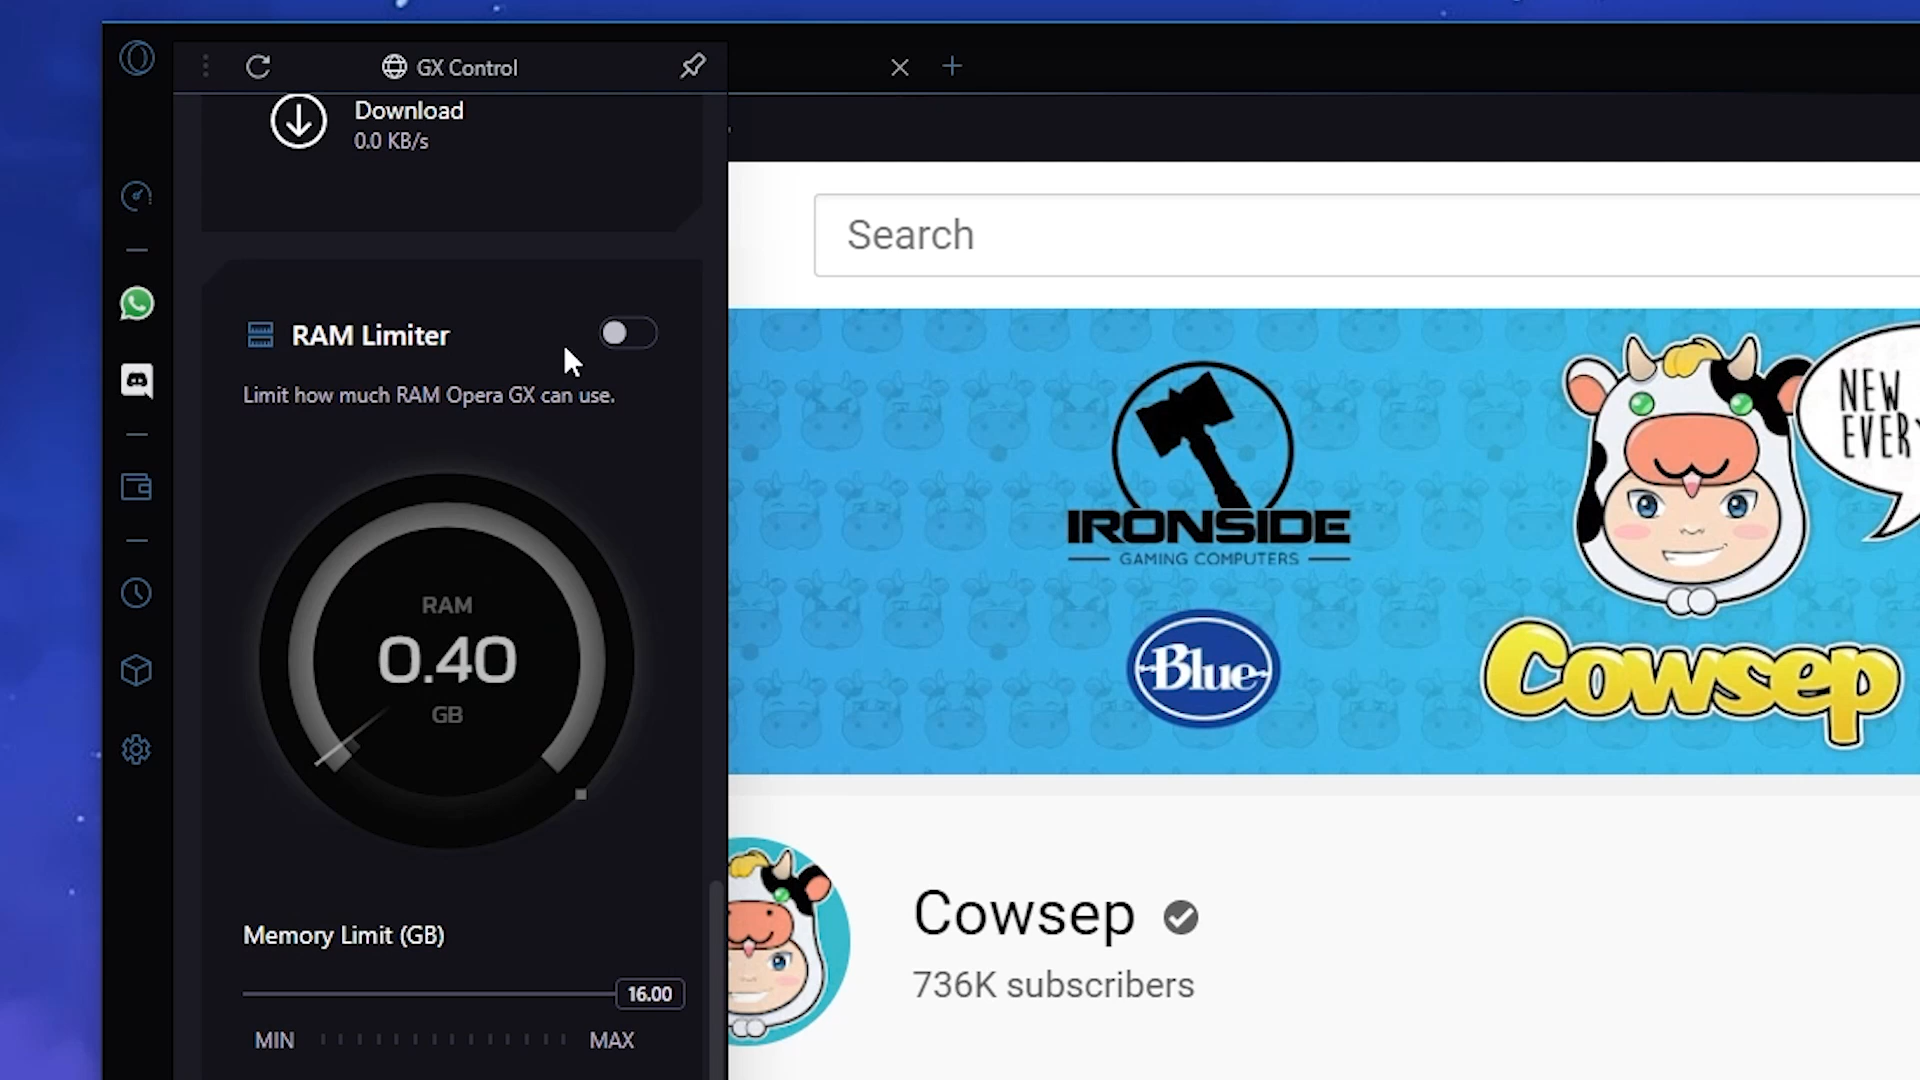 GX Control
Download
0.0 KB/s
Search
RAM Limiter
Limit how much RAM Opera GX can use.
RAM
0.40
GB
Memory Limit (GB)
16.00
MIN
MAX
IRONSIDE
GAMING COMPUTERS
Blue
NEW
EVERY
Cowsep
Cowsep
736K subscribers